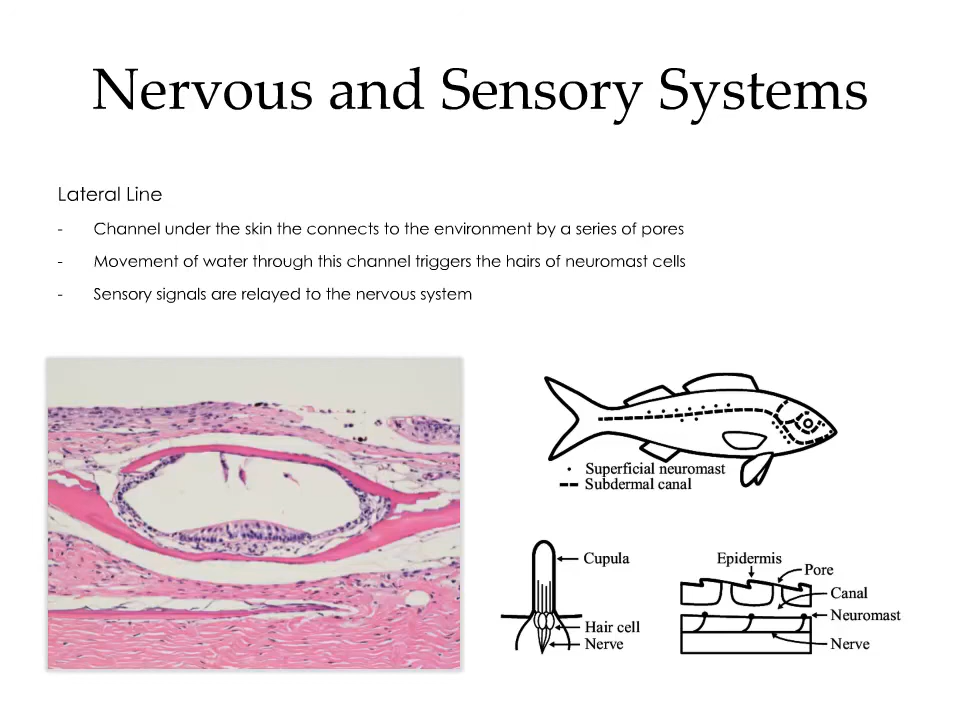 Nervous and Sensory Systems
Lateral Line
- Channel under the skin the connects to the environment by a series of pores
- Movement of water through this channel triggers the hairs of neuromast cells
- Sensory signals are relayed to the nervous system
Superficial neuromast
Subdermal canal
Cupula
Hair cell
Nerve
Epidermis
Pore
Canal
Neuromast
Nerve